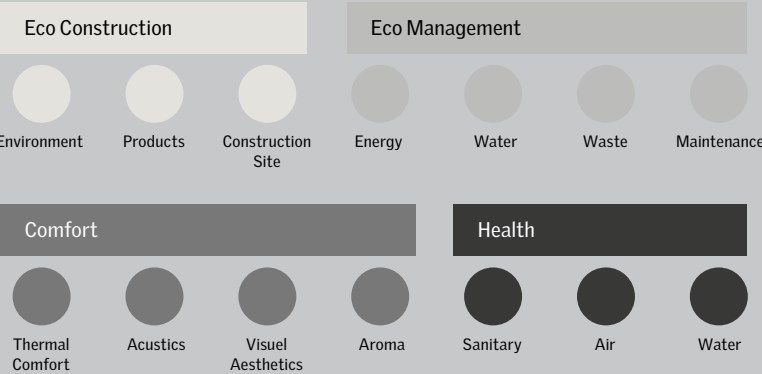 Eco Construction
Eco Management
Environment
Products
Construction
Site
Energy
Water
Waste
Maintenance
Comfort
Health
Thermal
Comfort
Acustics
Visuel
Aesthetics
Aroma
Sanitary
Air
Water